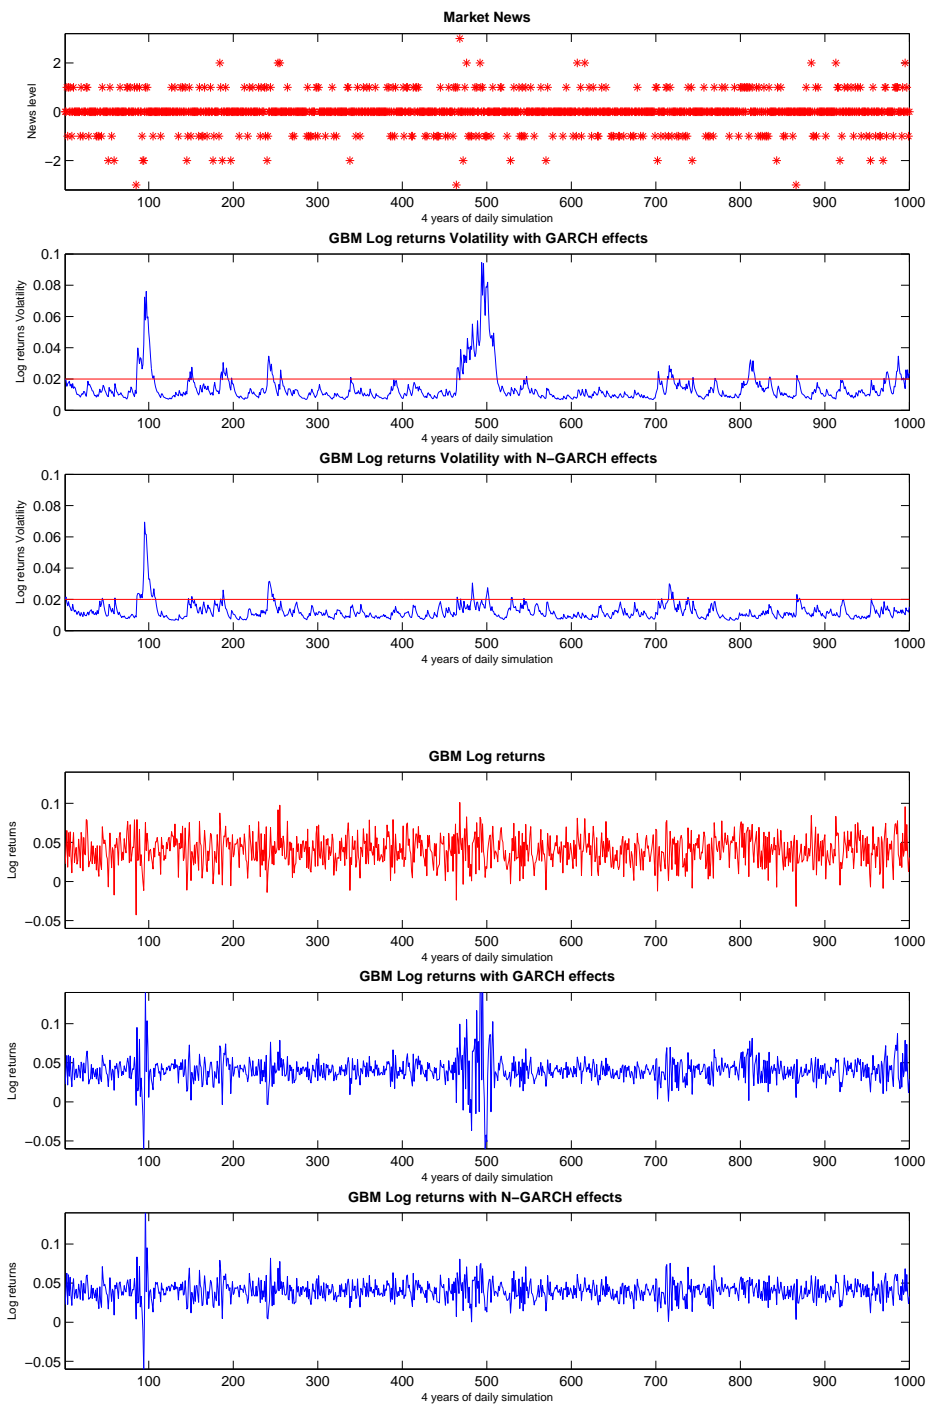 Market News
News level
2
0
−2
100 200 300 400 500 600 700 800 900 1000
4 years of daily simulation
GBM Log returns Volatility with GARCH effects
Log returns Volatility
0.1
0.08
0.06
0.04
0.02
0
100 200 300 400 500 600 700 800 900 1000
4 years of daily simulation
GBM Log returns Volatility with N−GARCH effects
Log returns Volatility
0.1
0.08
0.06
0.04
0.02
0
100 200 300 400 500 600 700 800 900 1000
4 years of daily simulation
GBM Log returns
Log returns
0.1
0.05
0
−0.05
100 200 300 400 500 600 700 800 900 1000
4 years of daily simulation
GBM Log returns with GARCH effects
Log returns
0.1
0.05
0
−0.05
100 200 300 400 500 600 700 800 900 1000
4 years of daily simulation
GBM Log returns with N−GARCH effects
Log returns
0.1
0.05
0
−0.05
100 200 300 400 500 600 700 800 900 1000
4 years of daily simulation